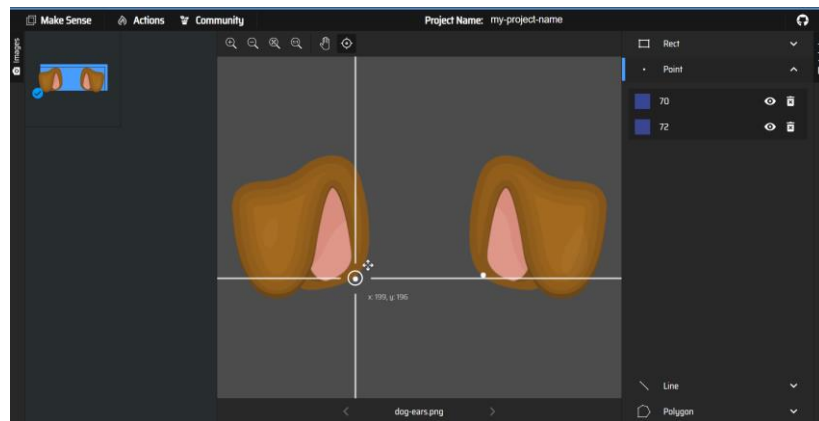 Make Sense Actions Community Project Name: my-project-name
Images
Rect
Point
70
72
x: 199, y: 196
Line
Polygon
dog-ears.png